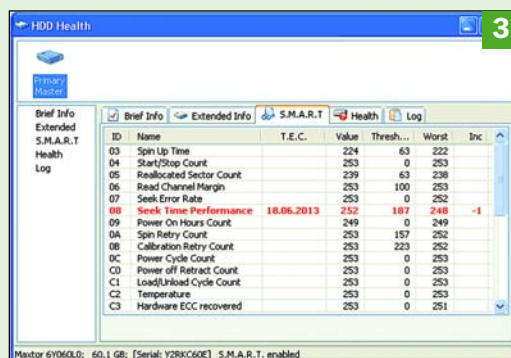 HDD Health
3
Primary
Master
Brief Info
Extended
S.M.A.R.T
Health
Log
Brief Info Extended Info S.M.A.R.T Health Log
ID Name T.E.C. Value Thresh... Worst Inc
03 Spin Up Time 224 63 222
04 Start/Stop Count 253 0 253
05 Reallocated Sector Count 239 63 238
06 Read Channel Margin 253 100 253
07 Seek Error Rate 253 0 252
08 Seek Time Performance 18.06.2013 252 187 248 -1
09 Power On Hours Count 249 0 249
0A Spin Retry Count 253 157 252
0B Calibration Retry Count 253 223 252
0C Power Cycle Count 253 0 253
C0 Power off Retract Count 253 0 253
C1 Load/Unload Cycle Count 253 0 253
C2 Temperature 253 0 253
C3 Hardware ECC recovered 253 0 251
Maxtor 6Y060L0; 60.1 GB; [Serial: Y2RKC60E] S.M.A.R.T. enabled